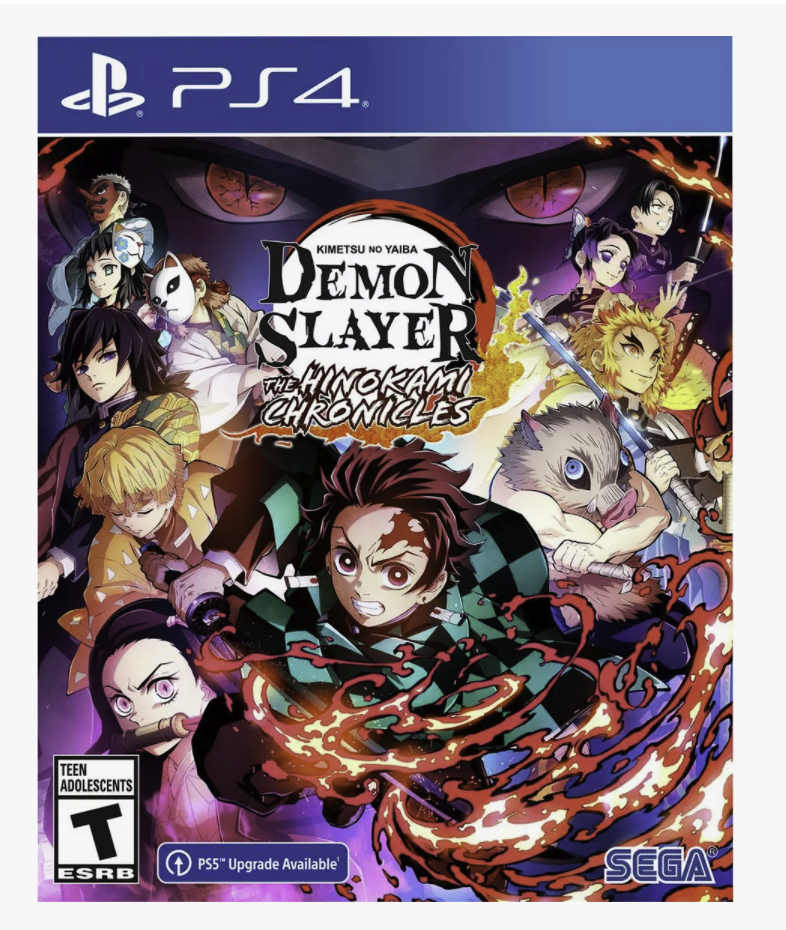 PS4®
KIMETSU NO YAIBA
DEMON
SLAYER
THE HINOKAMI
CHRONICLES
TEEN
ADOLESCENTS
T
ESRB
PS5™ Upgrade Available¹
SEGA®